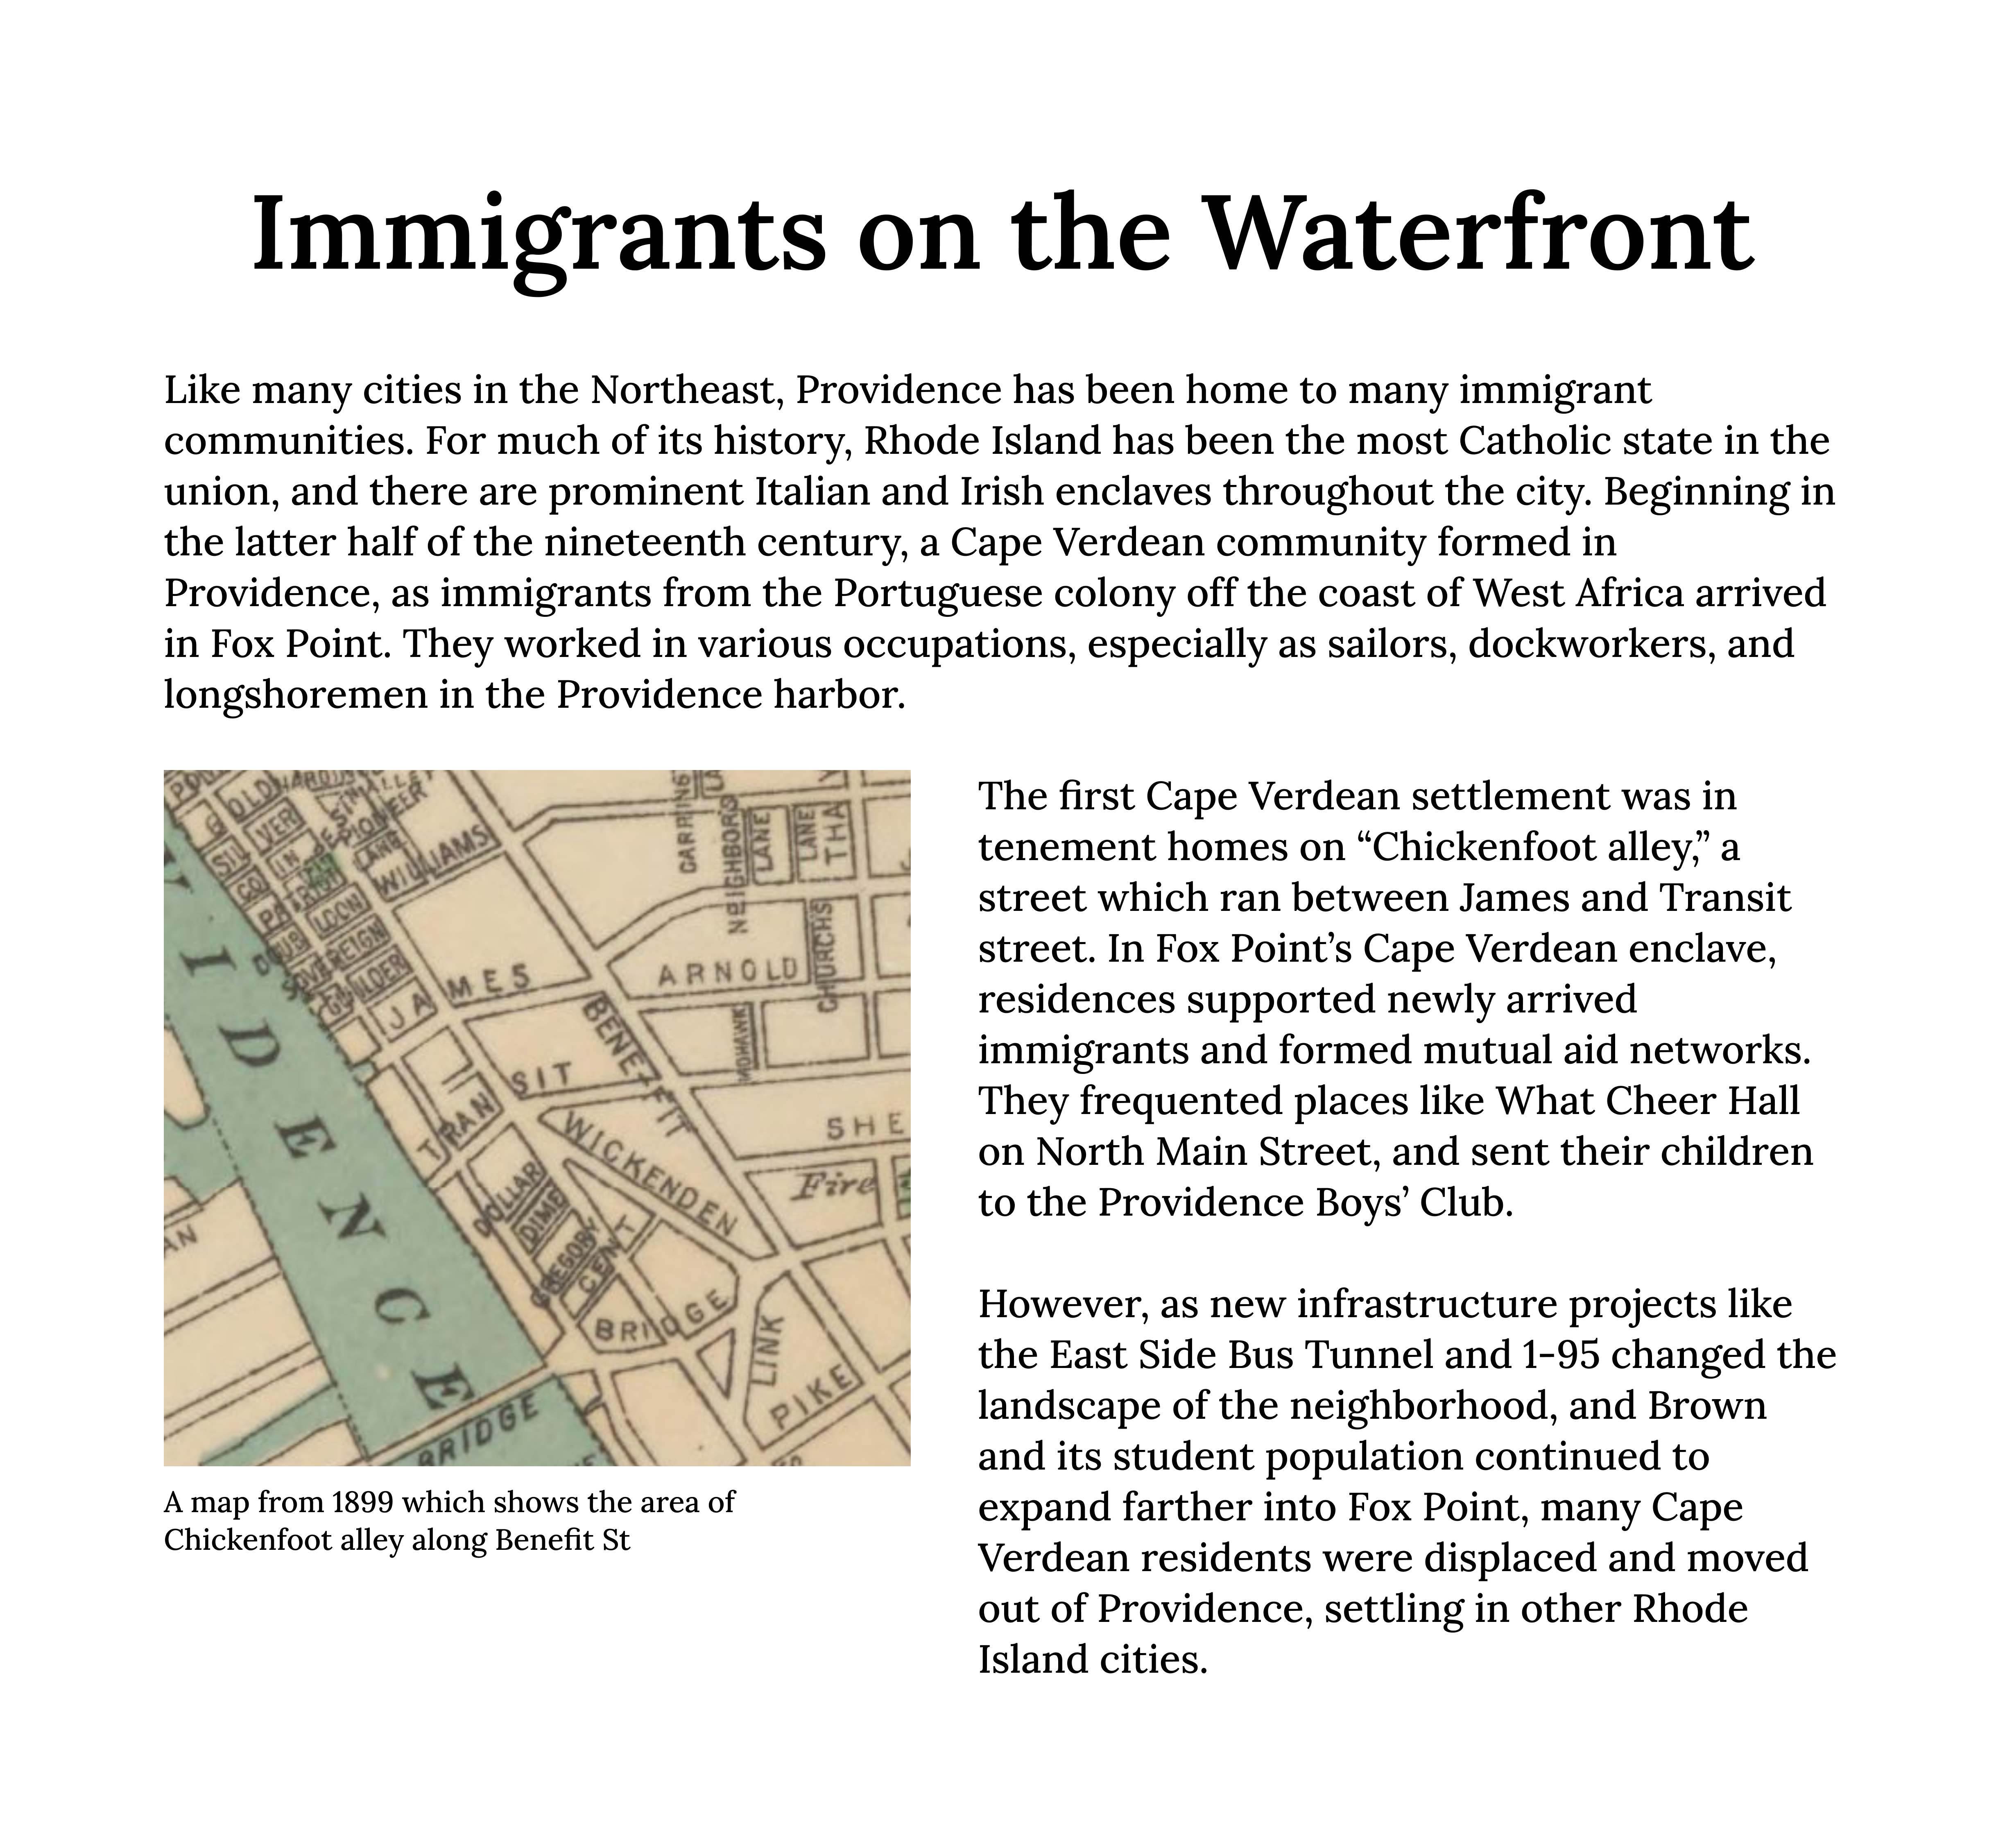 Immigrants on the Waterfront
Like many cities in the Northeast, Providence has been home to many immigrant
communities. For much of its history, Rhode Island has been the most Catholic state in the
union, and there are prominent Italian and Irish enclaves throughout the city. Beginning in
the latter half of the nineteenth century, a Cape Verdean community formed in
Providence, as immigrants from the Portuguese colony off the coast of West Africa arrived
in Fox Point. They worked in various occupations, especially as sailors, dockworkers, and
longshoremen in the Providence harbor.
OLD
VER
PIONEER
LANE
WILLIAMS
SOVEREIGN
GUILDER
JAMES
CARRING
NEIGHBORS
LANE
LANE
THA
ARNOLD
CHURCHS
MOHAWK
BENEFIT
TRANSIT
WICKENDEN
SHE
Fire
DOLLAR
DIME
GREGORY
CENT
BRIDGE
LINK
PIKE
VIDENCE
AN
BRIDGE
A map from 1899 which shows the area of
Chickenfoot alley along Benefit St
The first Cape Verdean settlement was in
tenement homes on “Chickenfoot alley,” a
street which ran between James and Transit
street. In Fox Point’s Cape Verdean enclave,
residences supported newly arrived
immigrants and formed mutual aid networks.
They frequented places like What Cheer Hall
on North Main Street, and sent their children
to the Providence Boys’ Club.
However, as new infrastructure projects like
the East Side Bus Tunnel and 1-95 changed the
landscape of the neighborhood, and Brown
and its student population continued to
expand farther into Fox Point, many Cape
Verdean residents were displaced and moved
out of Providence, settling in other Rhode
Island cities.